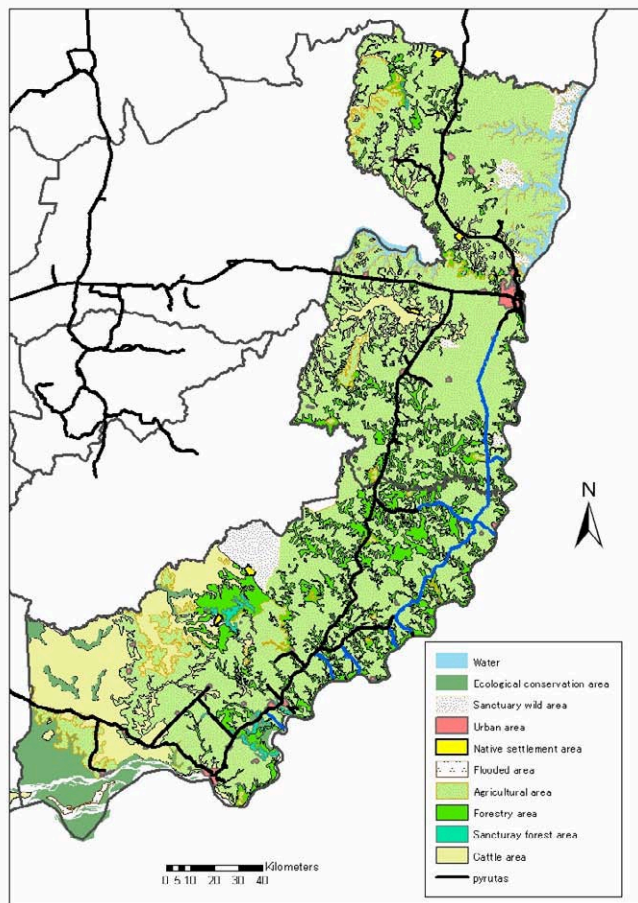 N
Water
Ecological conservation area
Sanctuary wild area
Urban area
Native settlement area
Flooded area
Agricultural area
Forestry area
Sancturay forest area
Cattle area
pyrutas
Kilometers
0 5 10 20 30 40